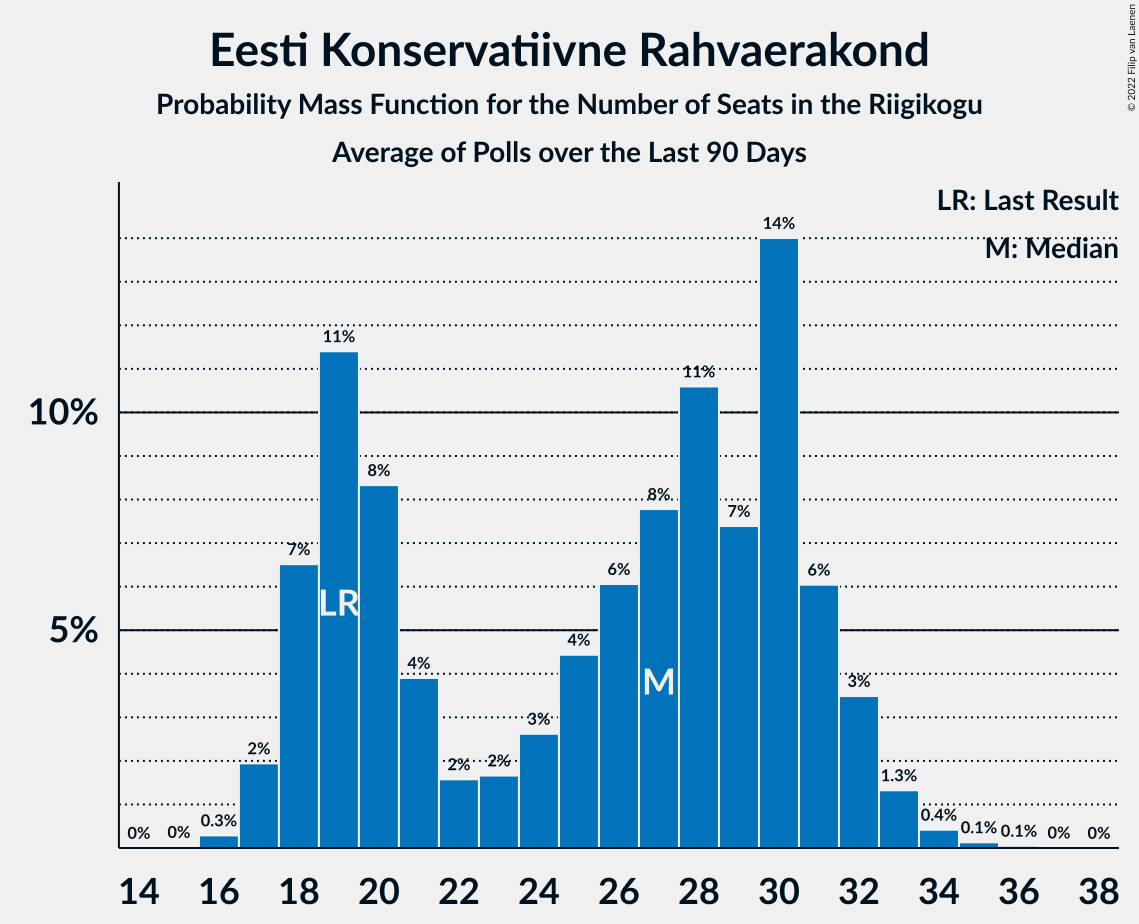 © 2022 Filip van Laenen
Eesti Konservatiivne Rahvaerakond
Probability Mass Function for the Number of Seats in the Riigikogu
Average of Polls over the Last 90 Days
LR: Last Result
M: Median
10%
5%
0% 0% 0.3% 2% 7% 11% 8% 4% 2% 2% 3% 4% 6% 8% 11% 7% 14% 6% 3% 1.3% 0.4% 0.1% 0.1% 0% 0%
LR
M
14 16 18 20 22 24 26 28 30 32 34 36 38